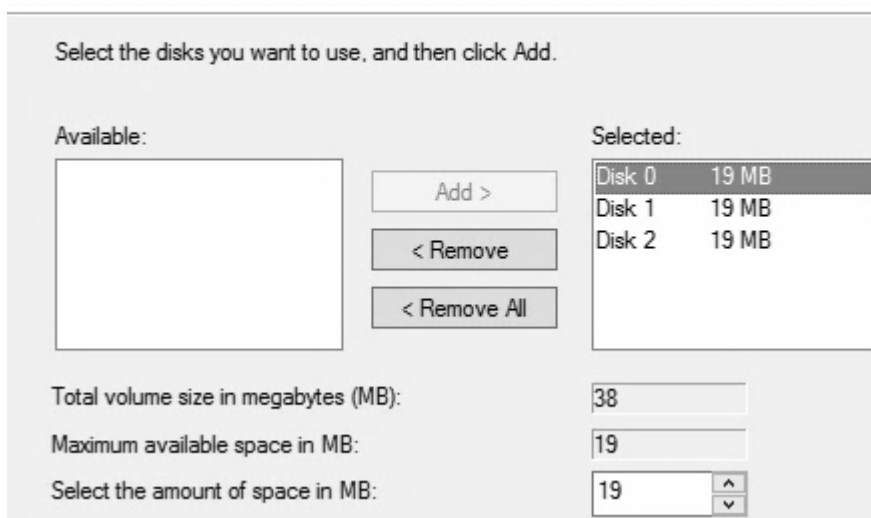 Select the disks you want to use, and then click Add.
Available:
Selected:
Add >
< Remove
< Remove All
Disk 0 19 MB
Disk 1 19 MB
Disk 2 19 MB
Total volume size in megabytes (MB): 38
Maximum available space in MB: 19
Select the amount of space in MB: 19